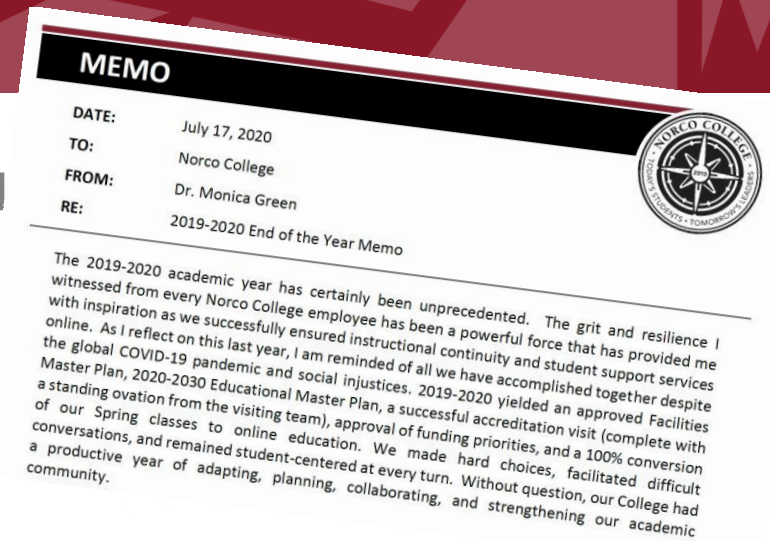 MEMO
DATE: July 17, 2020
TO: Norco College
FROM: Dr. Monica Green
RE: 2019-2020 End of the Year Memo
NORCO COLLEGE
2010
TODAY'S STUDENTS • TOMORROW'S LEADERS
The 2019-2020 academic year has certainly been unprecedented. The grit and resilience I
witnessed from every Norco College employee has been a powerful force that has provided me
with inspiration as we successfully ensured instructional continuity and student support services
online. As I reflect on this last year, I am reminded of all we have accomplished together despite
the global COVID-19 pandemic and social injustices. 2019-2020 yielded an approved Facilities
Master Plan, 2020-2030 Educational Master Plan, a successful accreditation visit (complete with
a standing ovation from the visiting team), approval of funding priorities, and a 100% conversion
of our Spring classes to online education. We made hard choices, facilitated difficult
conversations, and remained student-centered at every turn. Without question, our College had
a productive year of adapting, planning, collaborating, and strengthening our academic
community.